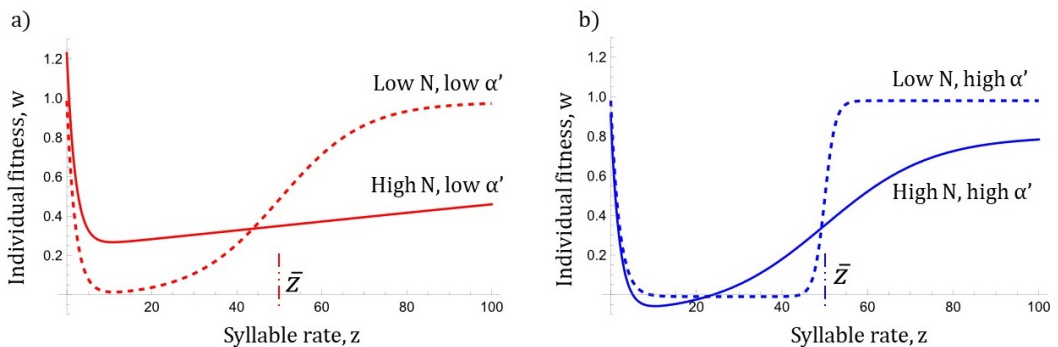 a)
Individual fitness, w
1.2
1.0
0.8
0.6
0.4
0.2
Low N, low α’
High N, low α’
z̄
20 40 60 80 100
Syllable rate, z
b)
Individual fitness, w
1.2
1.0
0.8
0.6
0.4
0.2
Low N, high α’
High N, high α’
z̄
20 40 60 80 100
Syllable rate, z